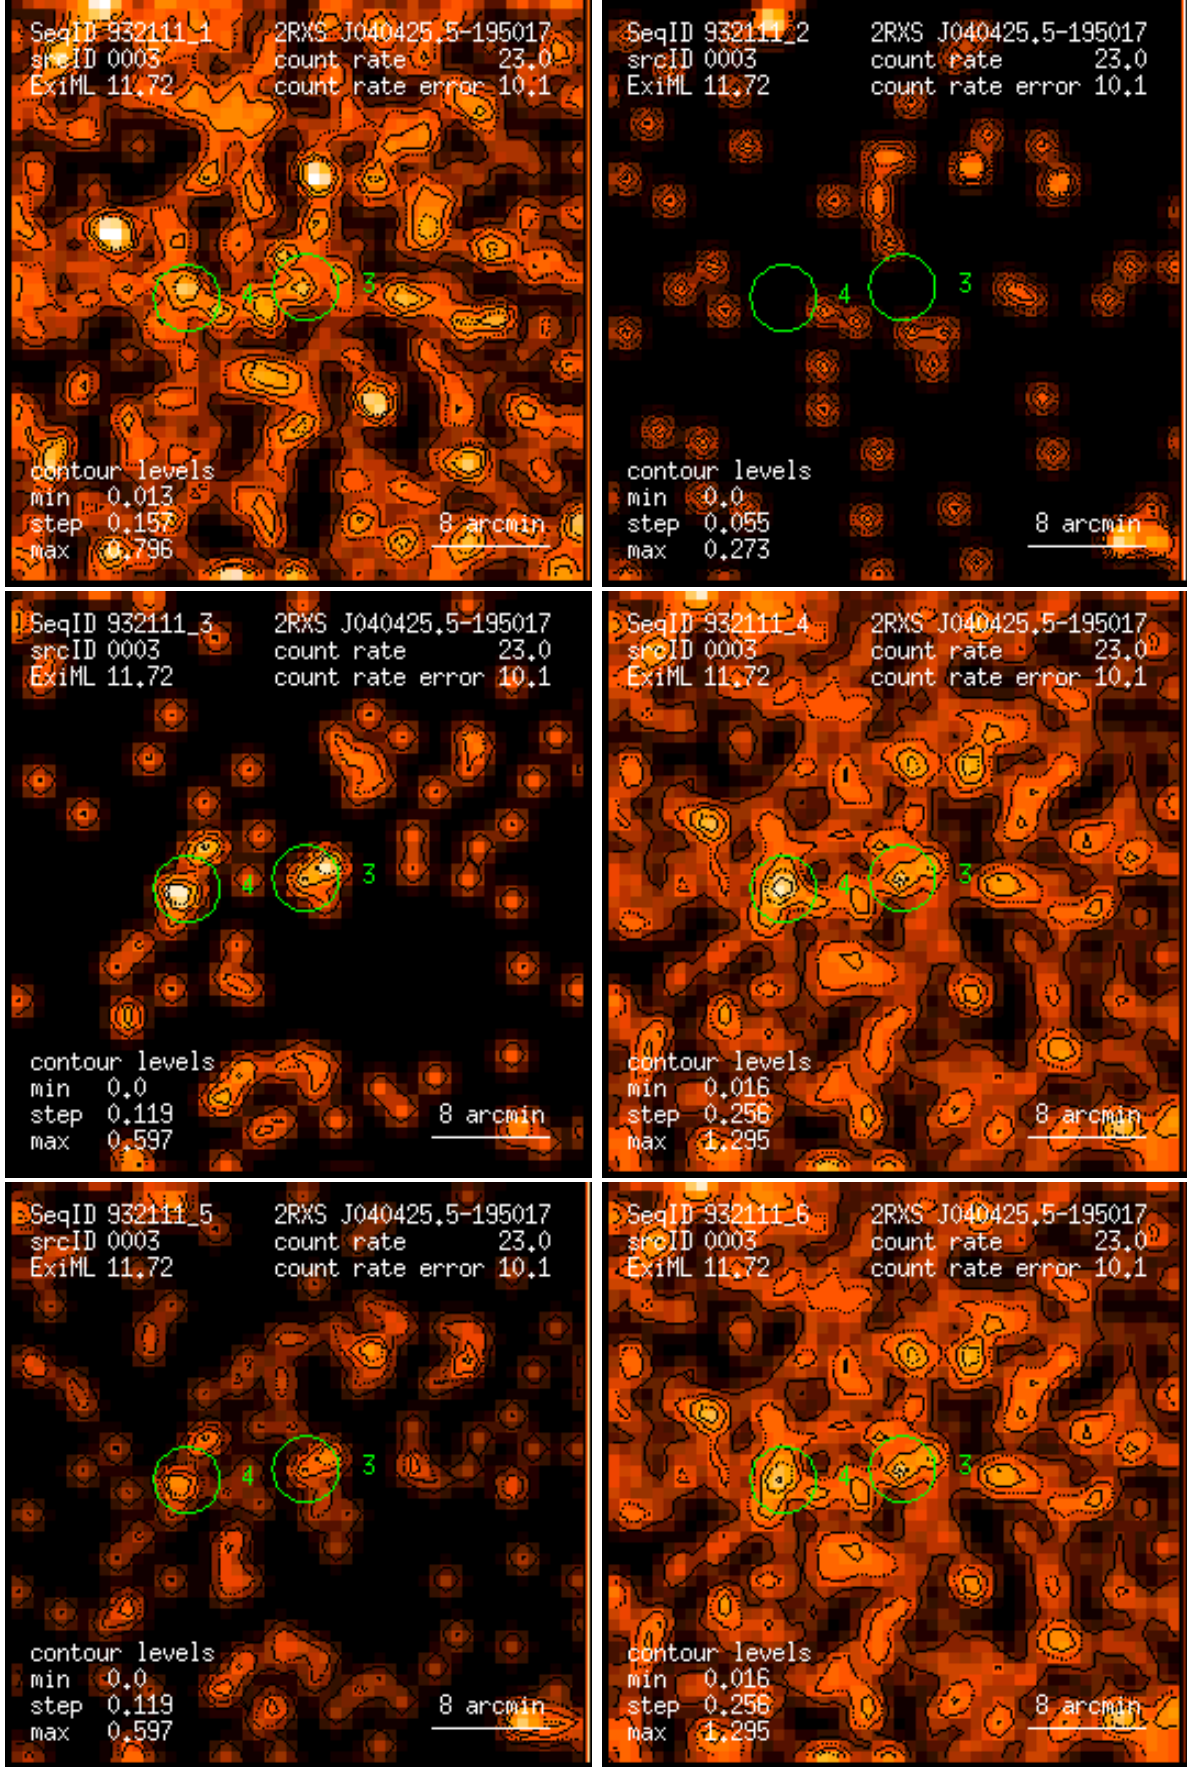 SeqID 932111_1 2RXS J040425.5-195017
srcID 0003 count rate 23.0
ExiML 11.72 count rate error 10.1
4 3
contour levels
min 0.013
step 0.157
max 0.796
8 arcmin
SeqID 932111_2 2RXS J040425.5-195017
srcID 0003 count rate 23.0
ExiML 11.72 count rate error 10.1
4 3
contour levels
min 0.0
step 0.055
max 0.273
8 arcmin
SeqID 932111_3 2RXS J040425.5-195017
srcID 0003 count rate 23.0
ExiML 11.72 count rate error 10.1
4 3
contour levels
min 0.0
step 0.119
max 0.597
8 arcmin
SeqID 932111_4 2RXS J040425.5-195017
srcID 0003 count rate 23.0
ExiML 11.72 count rate error 10.1
4 3
contour levels
min 0.016
step 0.256
max 1.295
8 arcmin
SeqID 932111_5 2RXS J040425.5-195017
srcID 0003 count rate 23.0
ExiML 11.72 count rate error 10.1
4 3
contour levels
min 0.0
step 0.119
max 0.597
8 arcmin
SeqID 932111_6 2RXS J040425.5-195017
srcID 0003 count rate 23.0
ExiML 11.72 count rate error 10.1
4 3
contour levels
min 0.016
step 0.256
max 1.295
8 arcmin